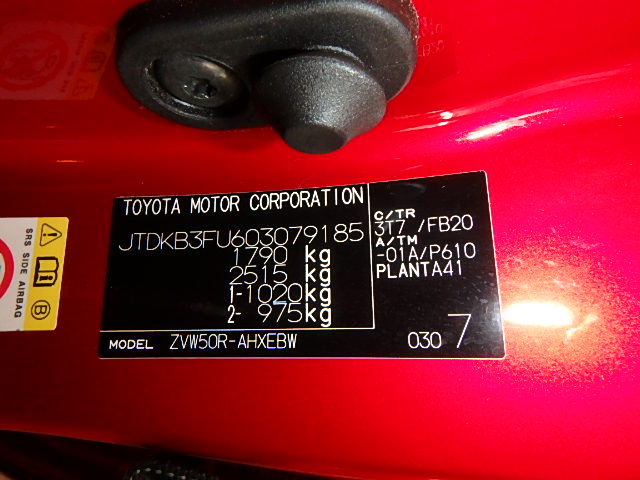 TOYOTA MOTOR CORPORATION
JTDKB3FU603079185
1790 kg
2515 kg
1-1020kg
2- 975kg
MODEL ZVW50R-AHXEBW
C/TR
3T7 /FB20
A/TM
-01A/P610
PLANTA41
030 7
SRS SIDE AIRBAG
B